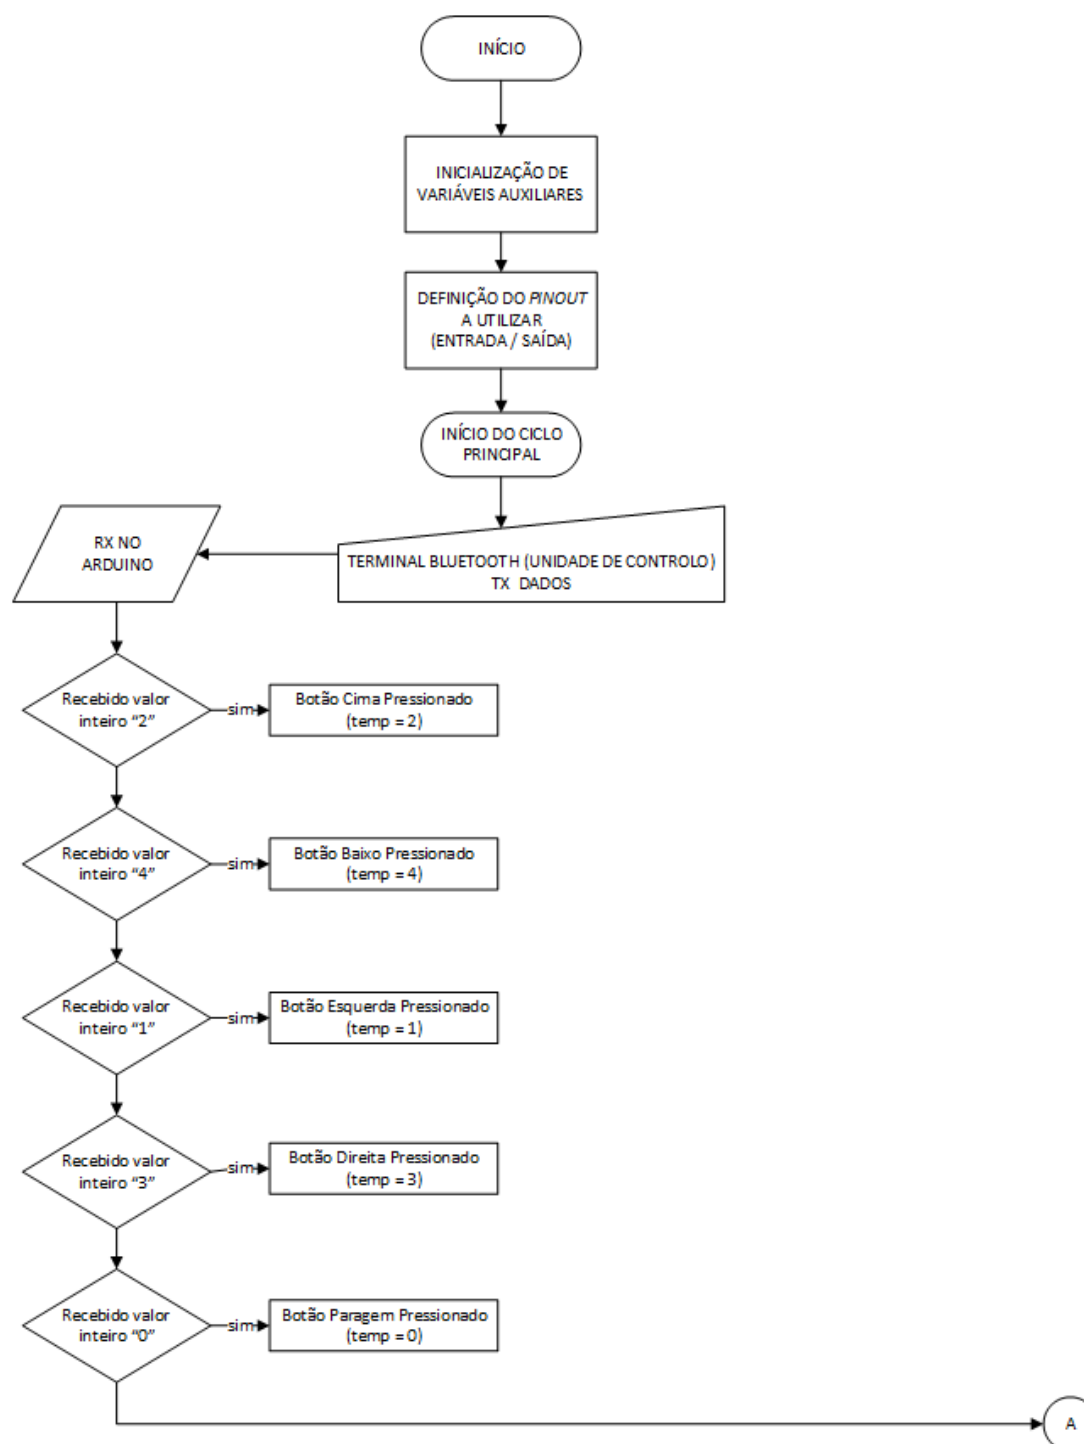 INÍCIO
INICIALIZAÇÃO DE
VARIÁVEIS AUXILIARES
DEFINIÇÃO DO PINOUT
A UTILIZAR
(ENTRADA / SAÍDA)
INÍCIO DO CICLO
PRINCIPAL
TERMINAL BLUETOOTH (UNIDADE DE CONTROLO)
TX DADOS
RX NO
ARDUINO
Recebido valor
inteiro “2”
sim
Botão Cima Pressionado
(temp = 2)
Recebido valor
inteiro “4”
sim
Botão Baixo Pressionado
(temp = 4)
Recebido valor
inteiro “1”
sim
Botão Esquerda Pressionado
(temp = 1)
Recebido valor
inteiro “3”
sim
Botão Direita Pressionado
(temp = 3)
Recebido valor
inteiro “0”
sim
Botão Paragem Pressionado
(temp = 0)
A